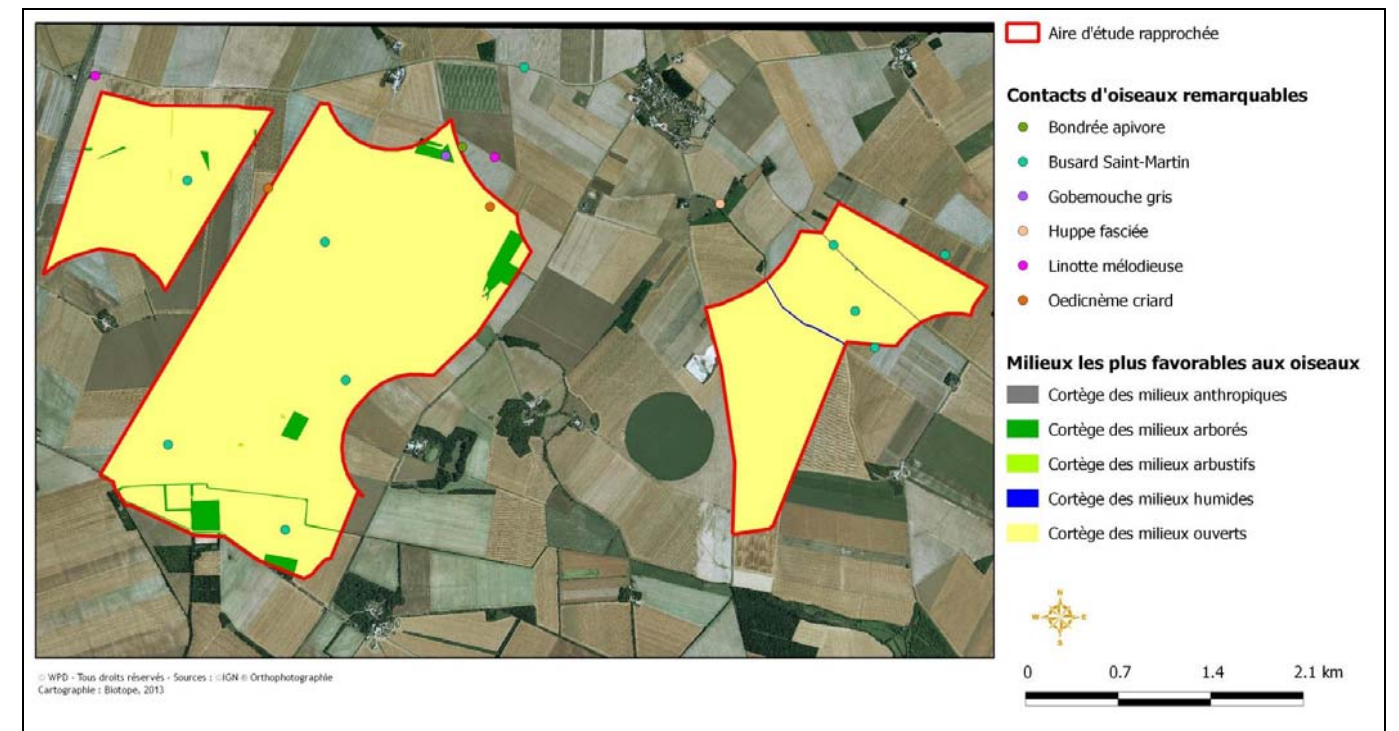 Aire d'étude rapprochée
Contacts d'oiseaux remarquables
Bondrée apivore
Busard Saint-Martin
Gobemouche gris
Huppe fasciée
Linotte mélodieuse
Oedicnème criard
Milieux les plus favorables aux oiseaux
Cortège des milieux anthropiques
Cortège des milieux arborés
Cortège des milieux arbustifs
Cortège des milieux humides
Cortège des milieux ouverts
N
W E
S
0 0.7 1.4 2.1 km
© WPD - Tous droits réservés - Sources : ©IGN © Orthophotographie
Cartographie : Biotope, 2013